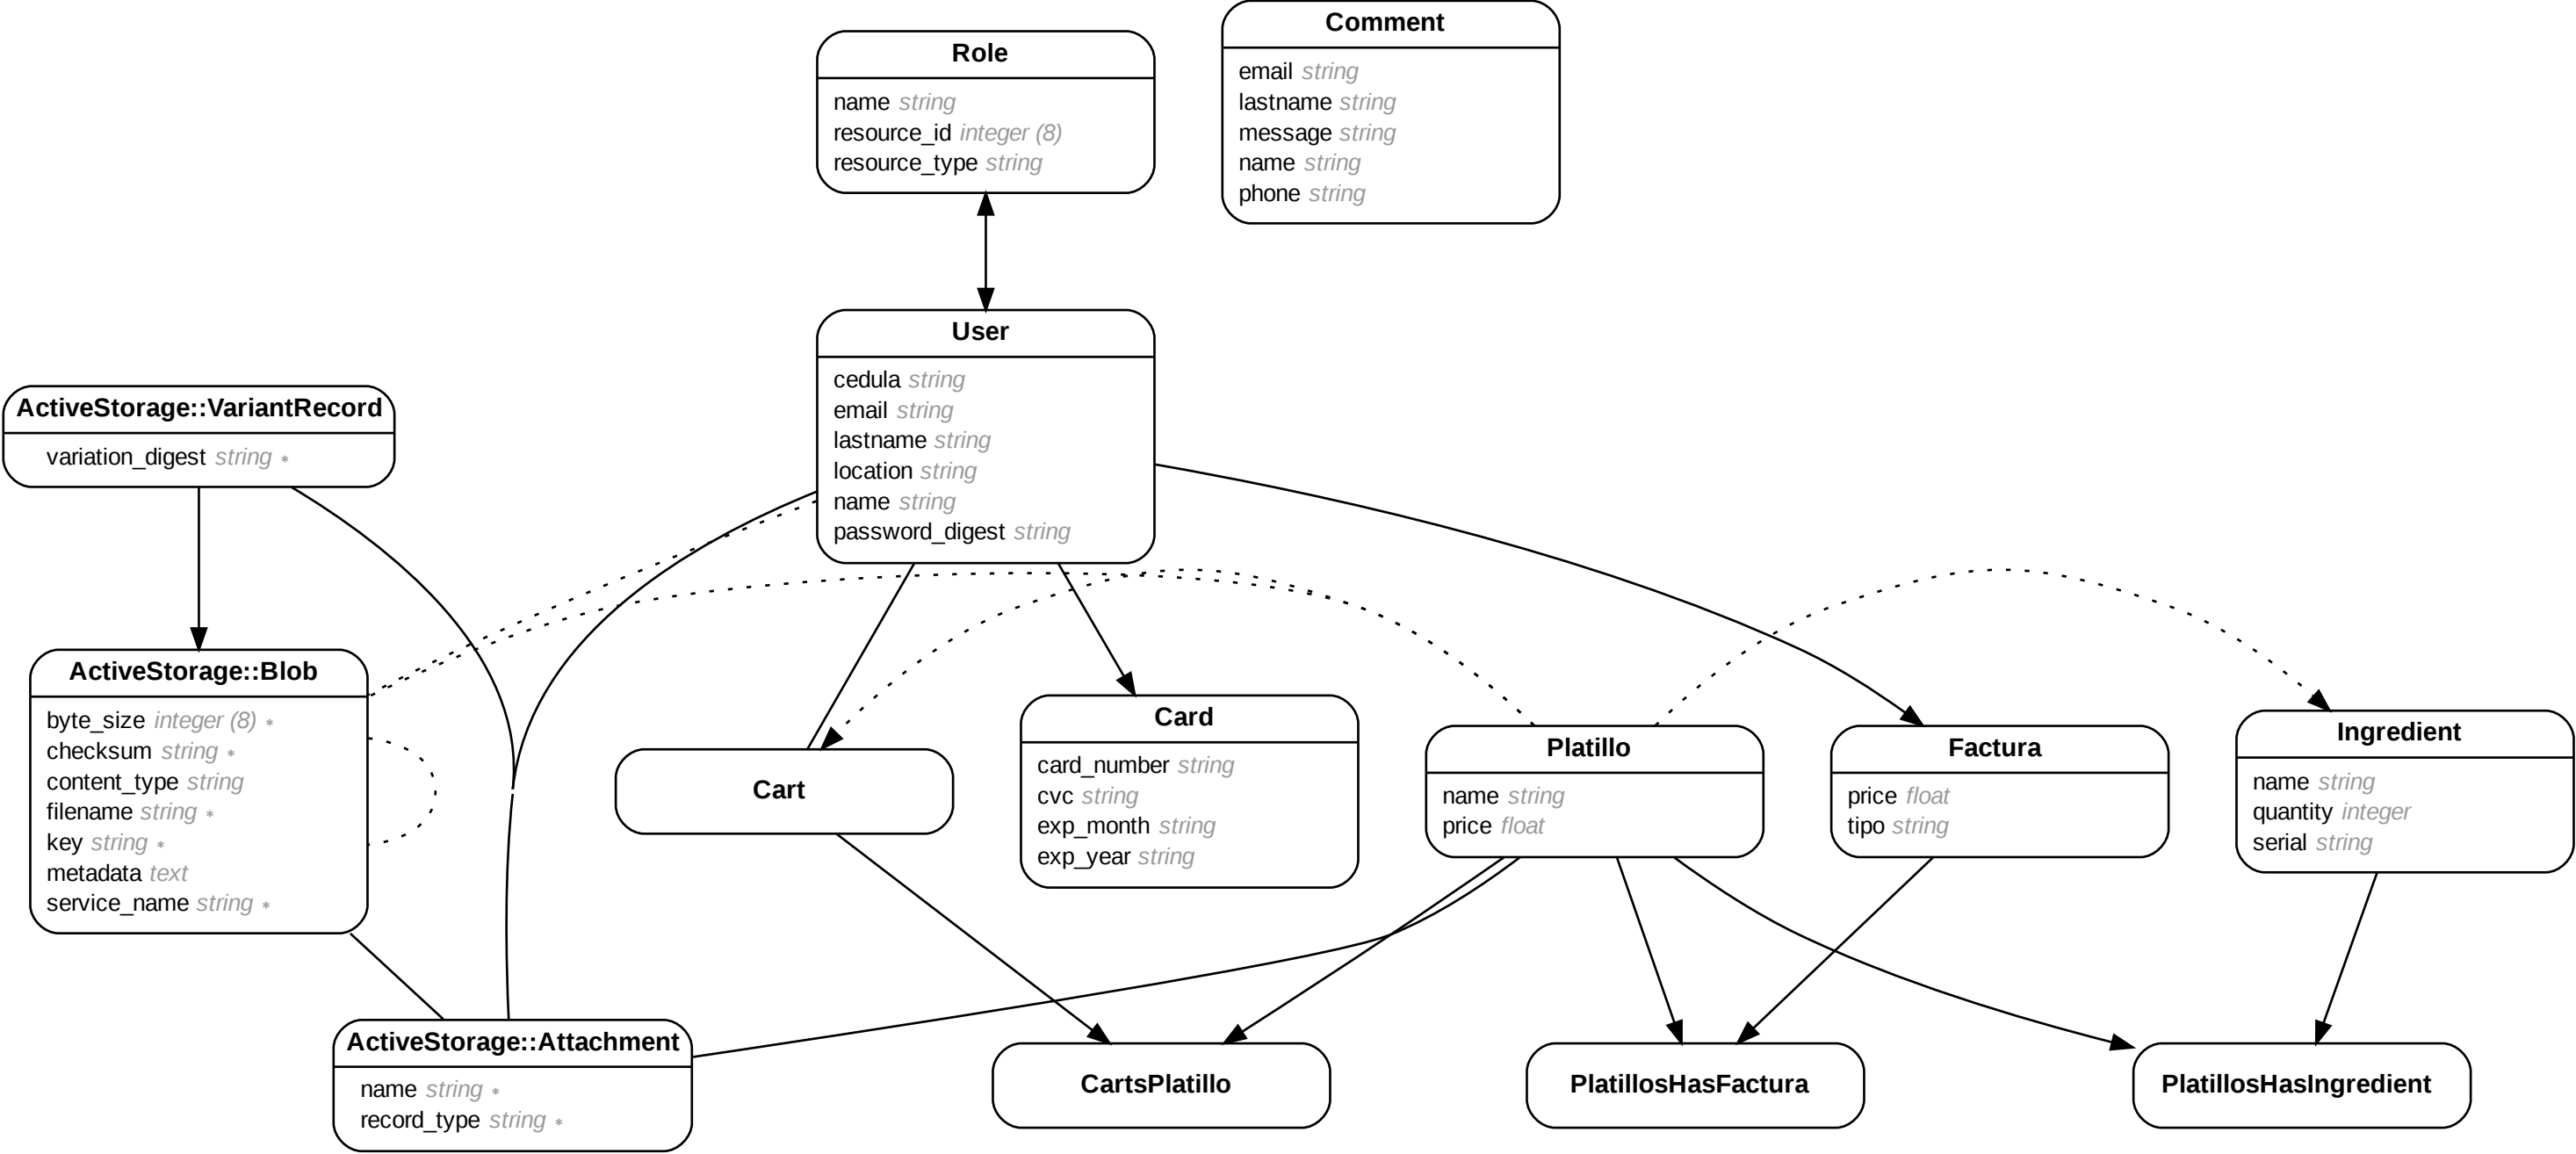 Comment
email string
lastname string
message string
name string
phone string
Role
name string
resource_id integer (8)
resource_type string
User
cedula string
email string
lastname string
location string
name string
password_digest string
ActiveStorage::VariantRecord
variation_digest string *
ActiveStorage::Blob
byte_size integer (8) *
checksum string *
content_type string
filename string *
key string *
metadata text
service_name string *
Cart
Card
card_number string
cvc string
exp_month string
exp_year string
Platillo
name string
price float
Factura
price float
tipo string
Ingredient
name string
quantity integer
serial string
ActiveStorage::Attachment
name string *
record_type string *
CartsPlatillo
PlatillosHasFactura
PlatillosHasIngredient